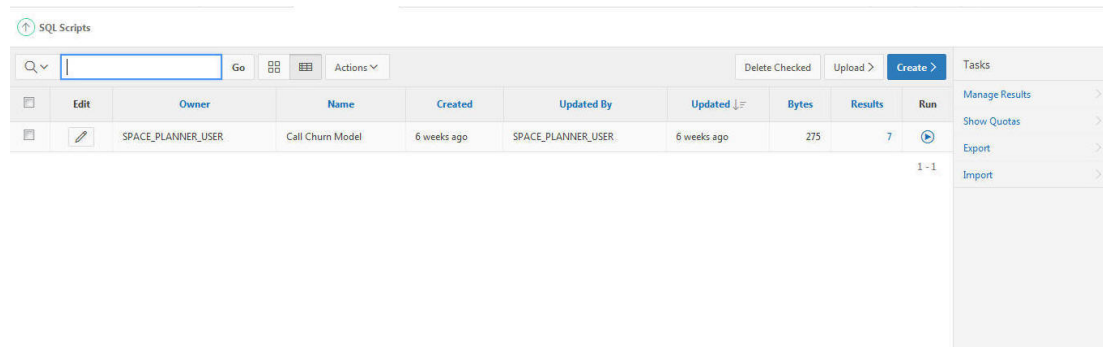 SQL Scripts
Go Actions Delete Checked Upload > Create > Tasks
Edit Owner Name Created Updated By Updated Bytes Results Run
SPACE_PLANNER_USER Call Churn Model 6 weeks ago SPACE_PLANNER_USER 6 weeks ago 275 7
1 - 1
Manage Results
Show Quotas
Export
Import